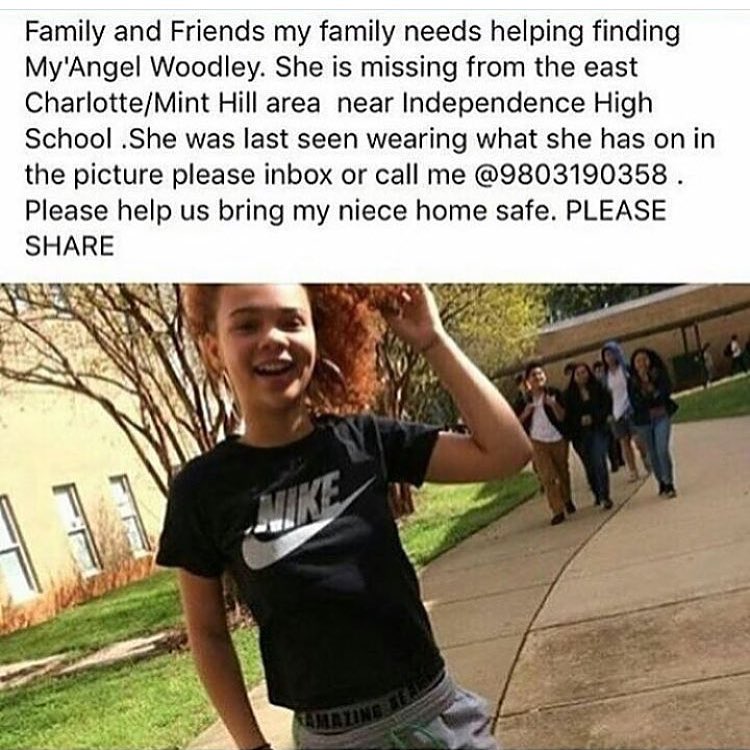 Family and Friends my family needs helping finding
My'Angel Woodley. She is missing from the east
Charlotte/Mint Hill area  near Independence High
School .She was last seen wearing what she has on in
the picture please inbox or call me @9803190358 .
Please help us bring my niece home safe. PLEASE
SHARE
NIKE
AMAZING